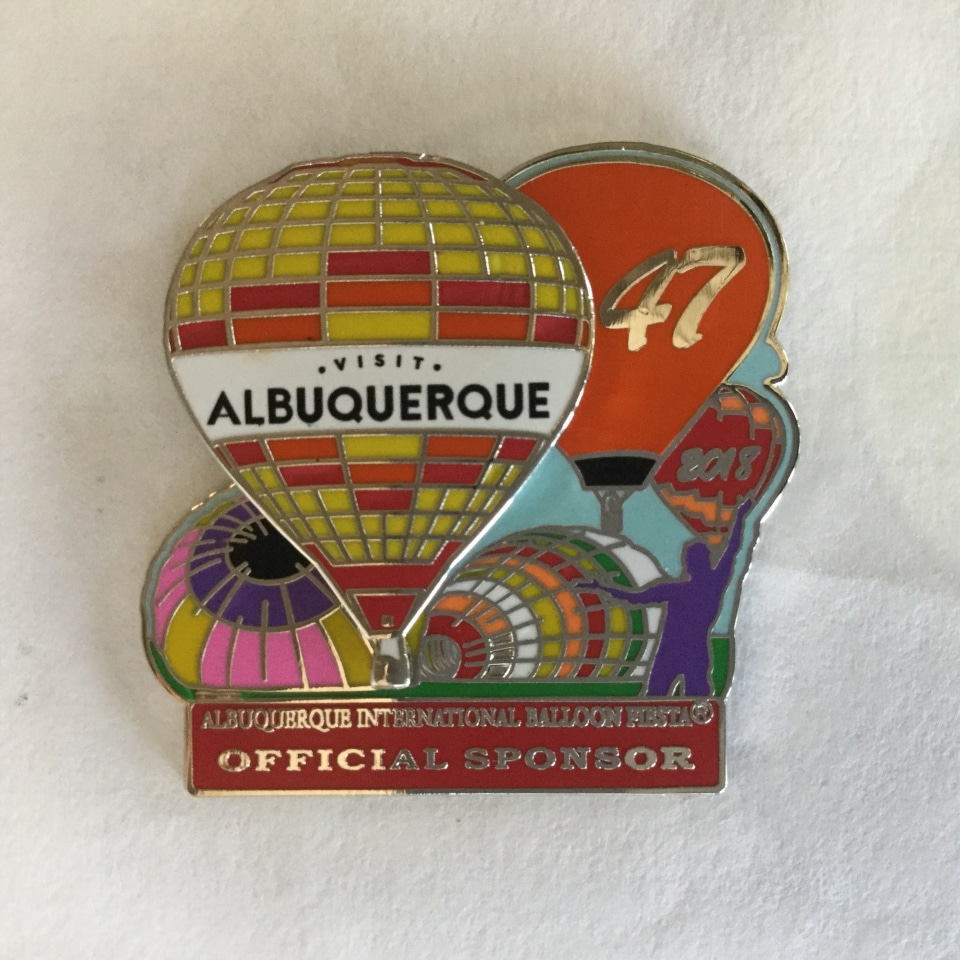 •VISIT•
ALBUQUERQUE
47
2018
ALBUQUERQUE INTERNATIONAL BALLOON FIESTA®
OFFICIAL SPONSOR